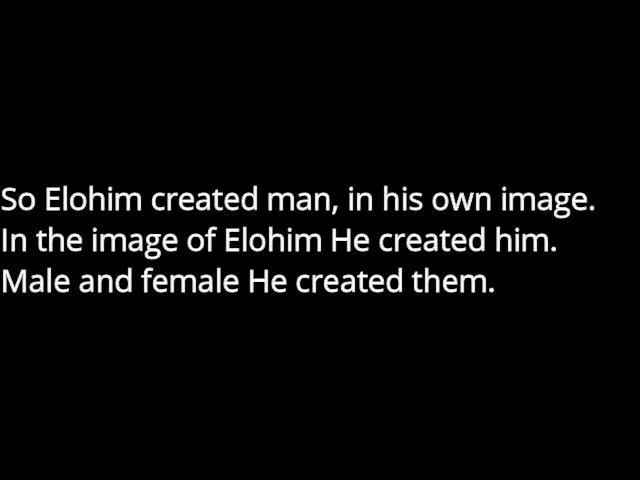 So Elohim created man, in his own image.
In the image of Elohim He created him.
Male and female He created them.